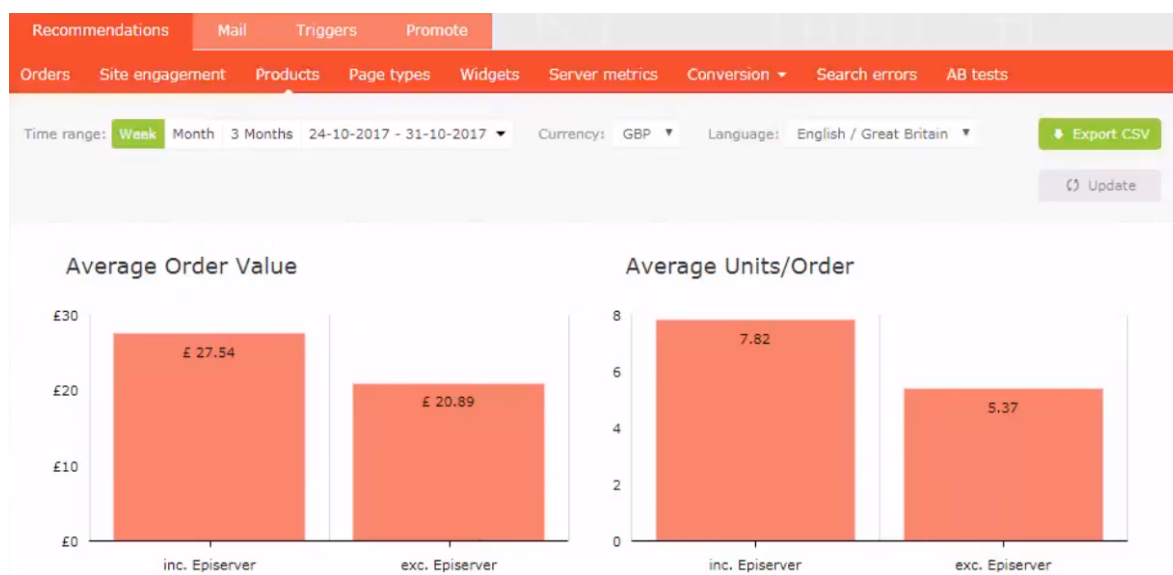 Recommendations Mail Triggers Promote
Orders Site engagement Products Page types Widgets Server metrics Conversion Search errors AB tests
Time range: Week Month 3 Months 24-10-2017 - 31-10-2017 Currency: GBP Language: English / Great Britain Export CSV
Update
Average Order Value Average Units/Order
£30
£20
£10
£0
£ 27.54
£ 20.89
inc. Episerver exc. Episerver
8
6
4
2
0
7.82
5.37
inc. Episerver exc. Episerver